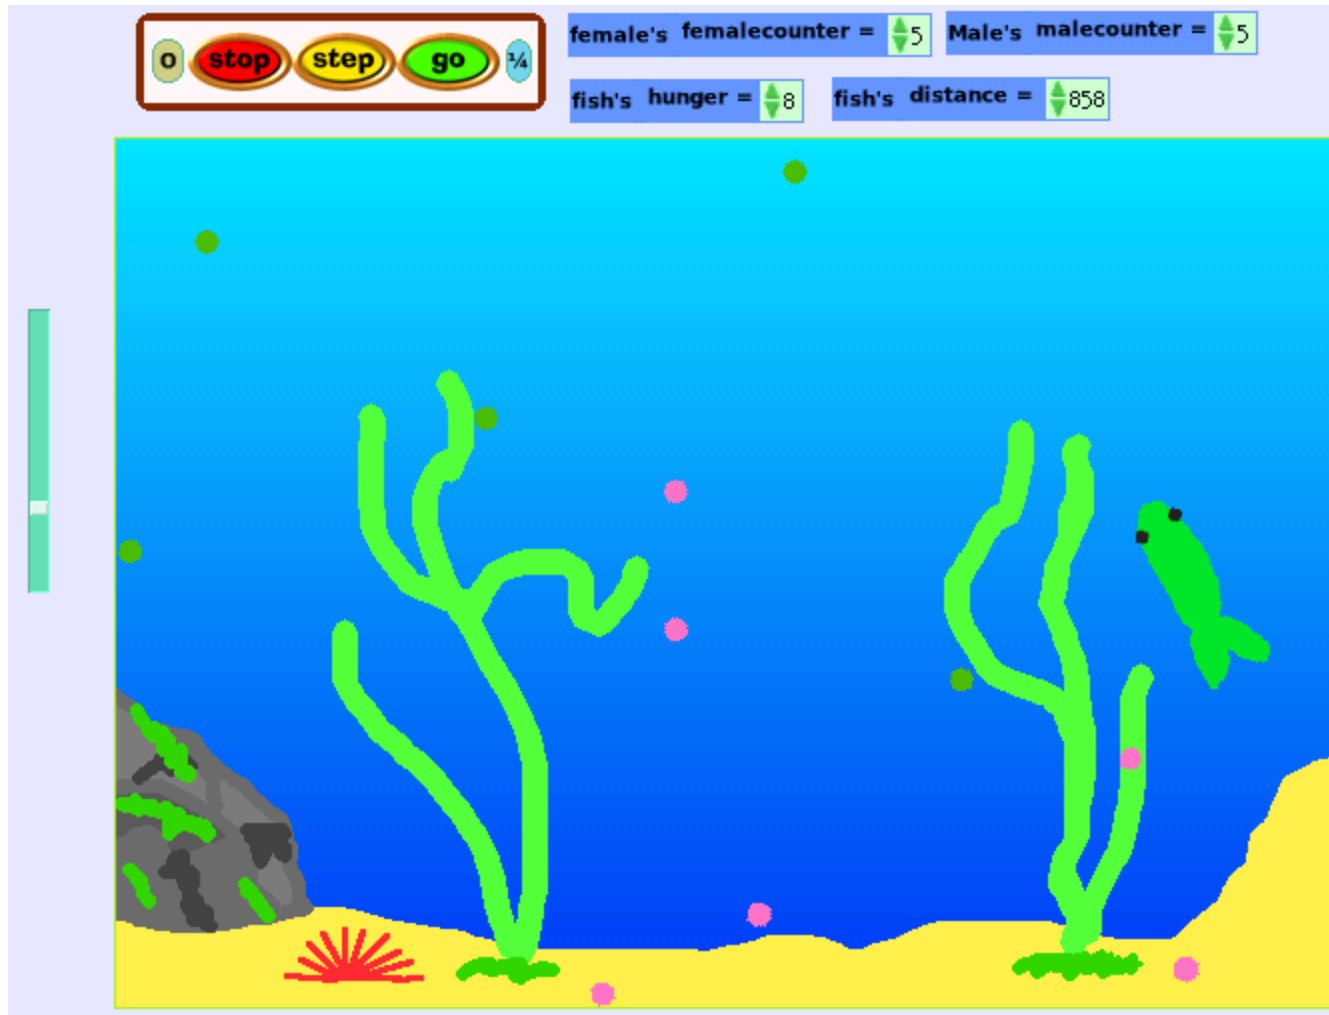 O stop step go ¼
female's femalecounter = 5
Male's malecounter = 5
fish's hunger = 8
fish's distance = 858